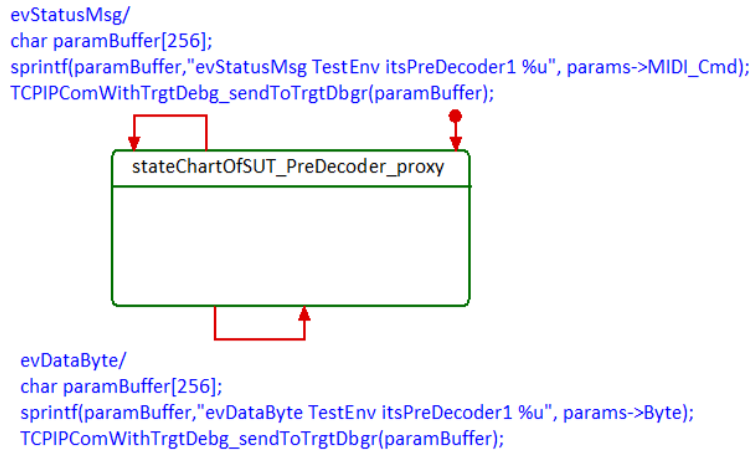 evStatusMsg/
char paramBuffer[256];
sprintf(paramBuffer,"evStatusMsg TestEnv itsPreDecoder1 %u", params->MIDI_Cmd);
TCPIPComWithTrgtDebg_sendToTrgtDbgr(paramBuffer);
stateChartOfSUT_PreDecoder_proxy
evDataByte/
char paramBuffer[256];
sprintf(paramBuffer,"evDataByte TestEnv itsPreDecoder1 %u", params->Byte);
TCPIPComWithTrgtDebg_sendToTrgtDbgr(paramBuffer);